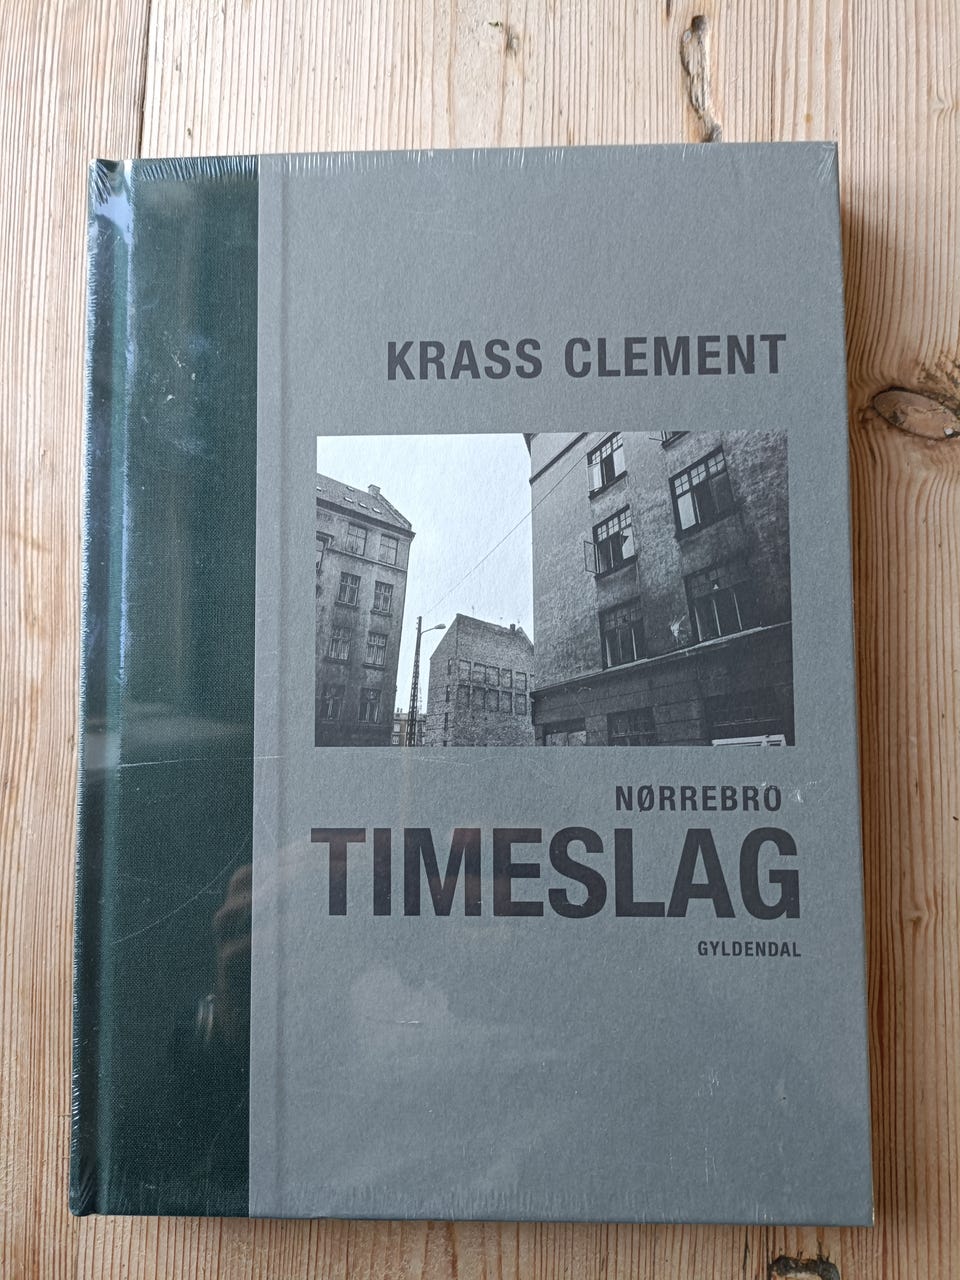 KRASS CLEMENT
NØRREBRO
TIMESLAG
GYLDENDAL